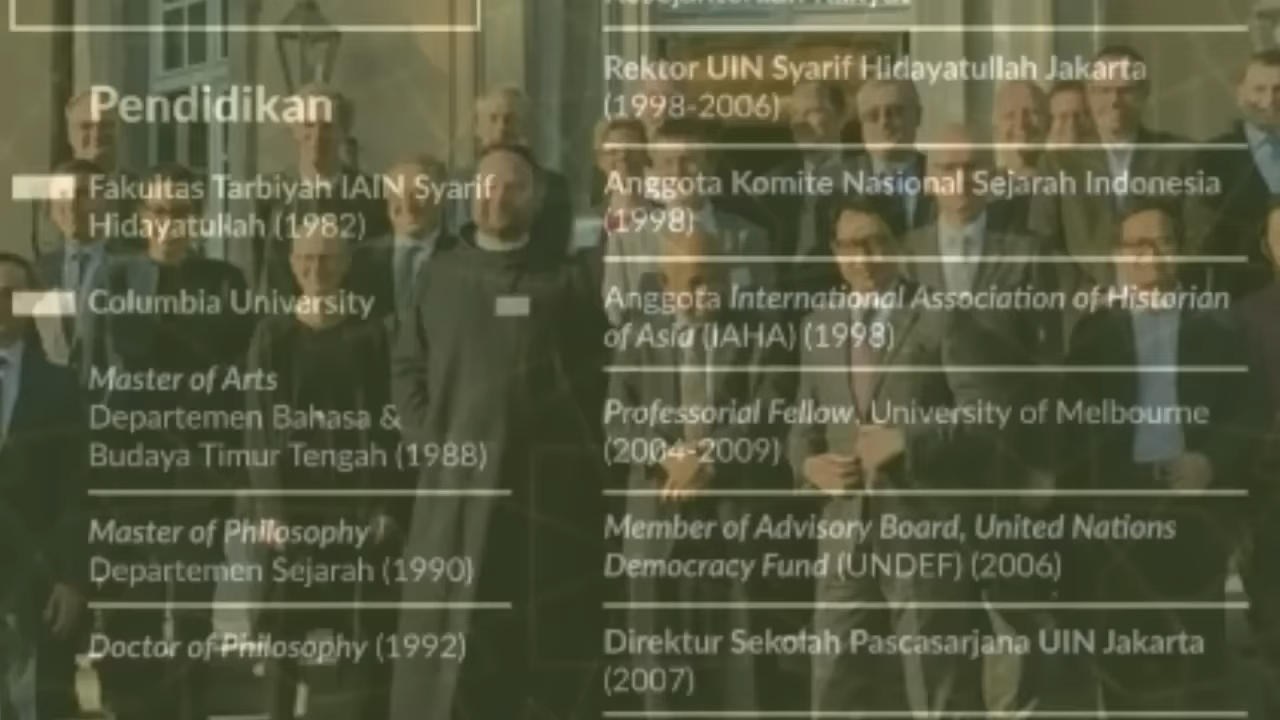 Pendidikan
Fakultas Tarbiyah IAIN Syarif
Hidayatullah (1982)
Columbia University
Master of Arts
Departemen Bahasa &
Budaya Timur Tengah (1988)
Master of Philosophy
Departemen Sejarah (1990)
Doctor of Philosophy (1992)
Rektor UIN Syarif Hidayatullah Jakarta
(1998-2006)
Anggota Komite Nasional Sejarah Indonesia
(1998)
Anggota International Association of Historian
of Asia (IAHA) (1998)
Professorial Fellow, University of Melbourne
(2004-2009)
Member of Advisory Board, United Nations
Democracy Fund (UNDEF) (2006)
Direktur Sekolah Pascasarjana UIN Jakarta
(2007)